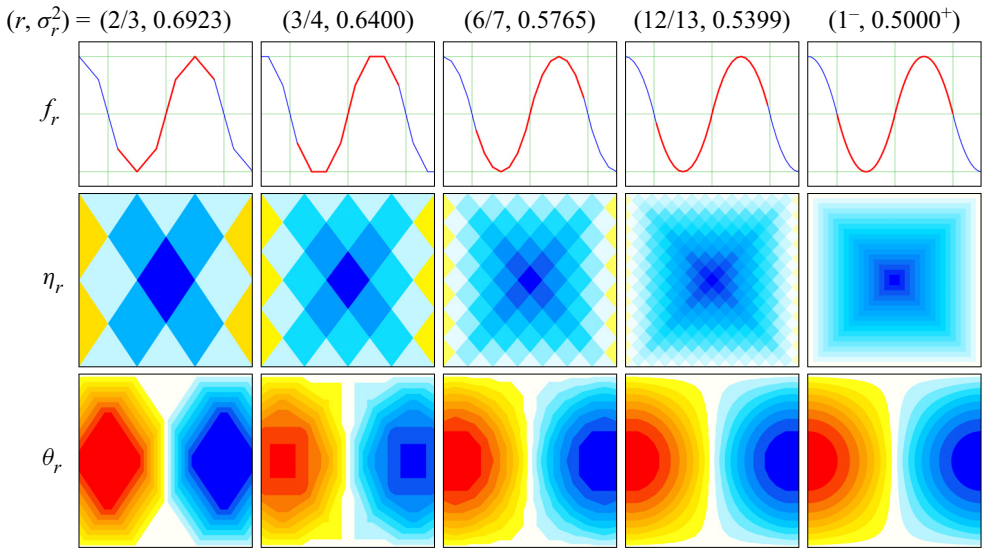 (r, σ_r^2) = (2/3, 0.6923) (3/4, 0.6400) (6/7, 0.5765) (12/13, 0.5399) (1⁻, 0.5000⁺)
f_r
η_r
θ_r